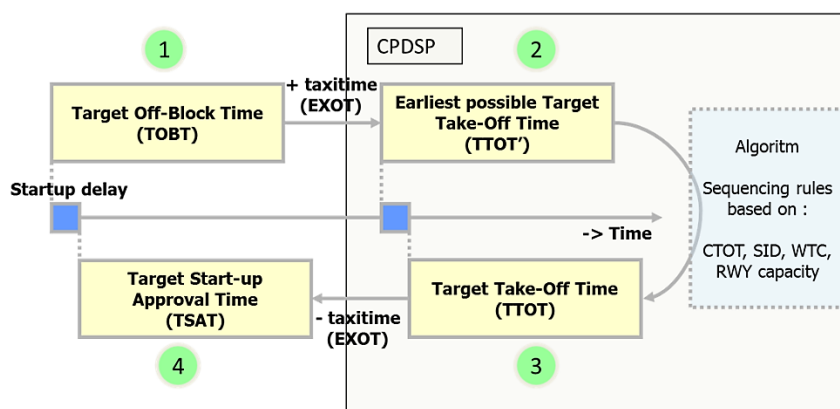 1
CPDSP
2
Target Off-Block Time
(TOBT)
+ taxitime
(EXOT)
Earliest possible Target
Take-Off Time
(TTOT')
Algoritm
Sequencing rules
based on :
CTOT, SID, WTC,
RWY capacity
Startup delay
-> Time
Target Start-up
Approval Time
(TSAT)
- taxitime
(EXOT)
Target Take-Off Time
(TTOT)
4
3